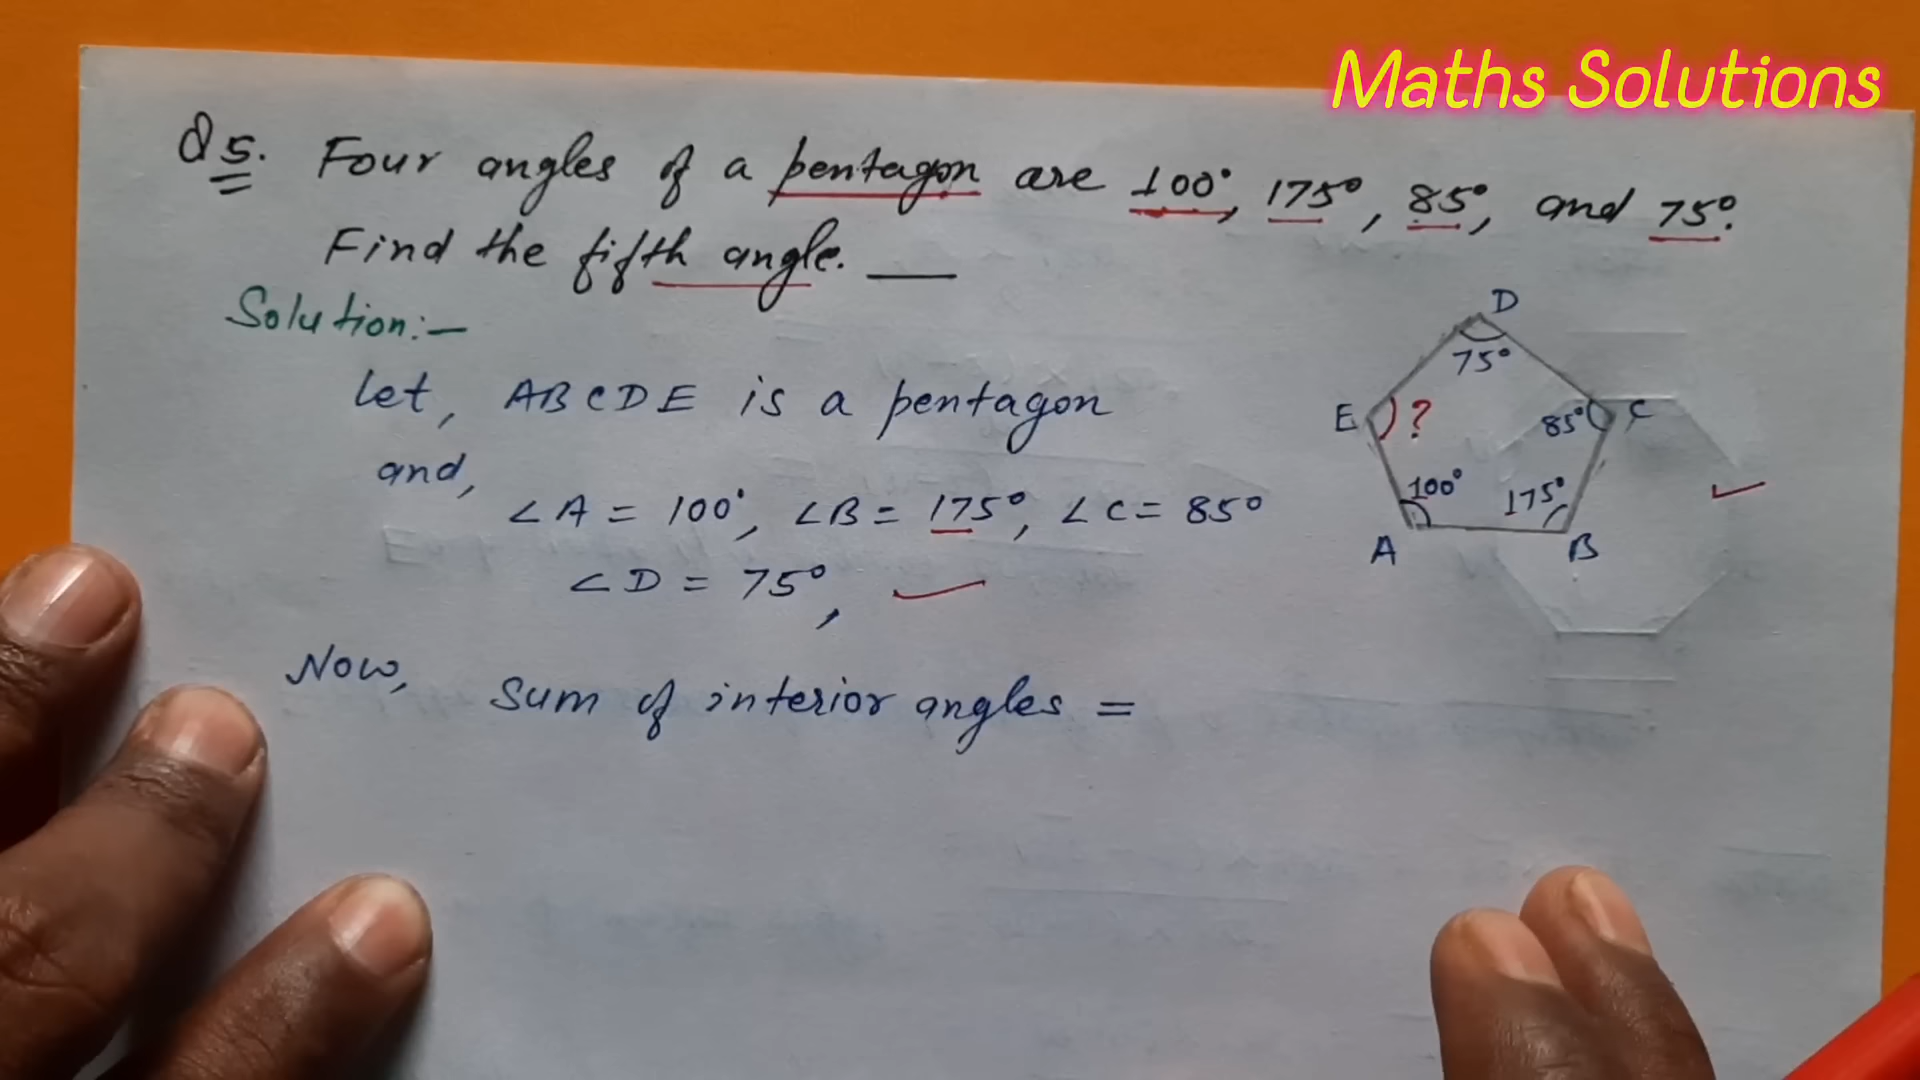 Maths Solutions
Q5. Four angles of a pentagon are 100°, 175°, 85°, and 75°.
Find the fifth angle.
Solution:-
Let, ABCDE is a pentagon
and,
∠A = 100°, ∠B = 175°, ∠C = 85°
∠D = 75°,
Now, Sum of interior angles =
D
75°
E ? 85° C
100° 175°
A B